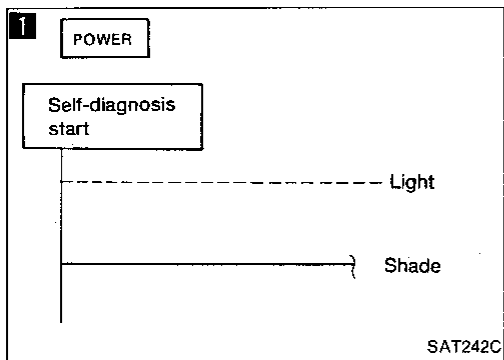 1
POWER
Self-diagnosis
start
Light
Shade
SAT242C